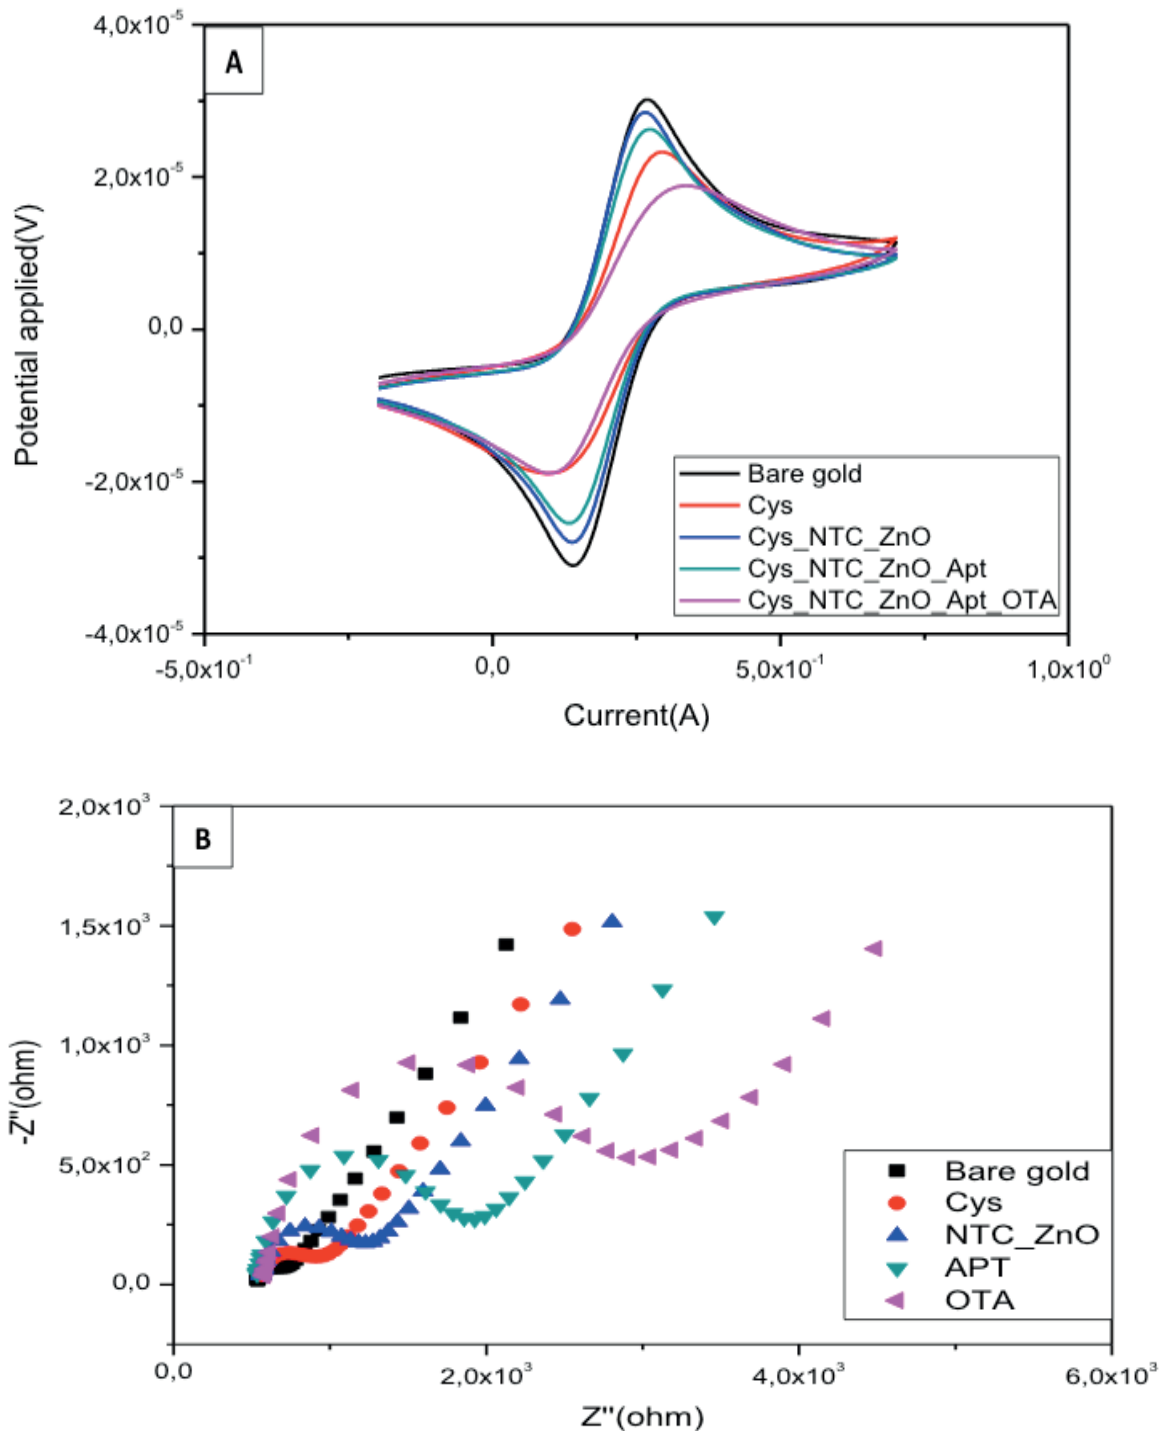 A
4,0x10⁻⁵
2,0x10⁻⁵
0,0
-2,0x10⁻⁵
-4,0x10⁻⁵
Potential applied(V)
Bare gold
Cys
Cys_NTC_ZnO
Cys_NTC_ZnO_Apt
Cys_NTC_ZnO_Apt_OTA
-5,0x10⁻¹
0,0
5,0x10⁻¹
1,0x10⁰
Current(A)
B
2,0x10³
1,5x10³
1,0x10³
5,0x10²
0,0
-Z''(ohm)
Bare gold
Cys
NTC_ZnO
APT
OTA
0,0
2,0x10³
4,0x10³
6,0x10³
Z''(ohm)